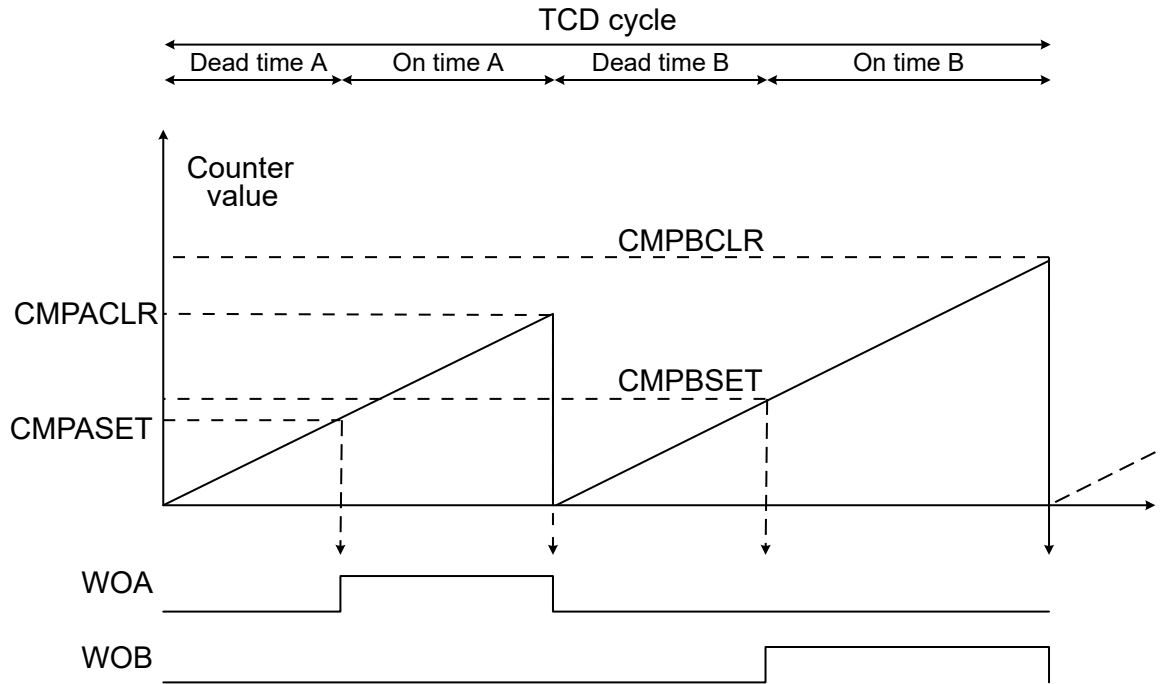 TCD cycle
Dead time A
On time A
Dead time B
On time B
Counter
value
CMPBCLR
CMPACLR
CMPBSET
CMPASET
WOA
WOB